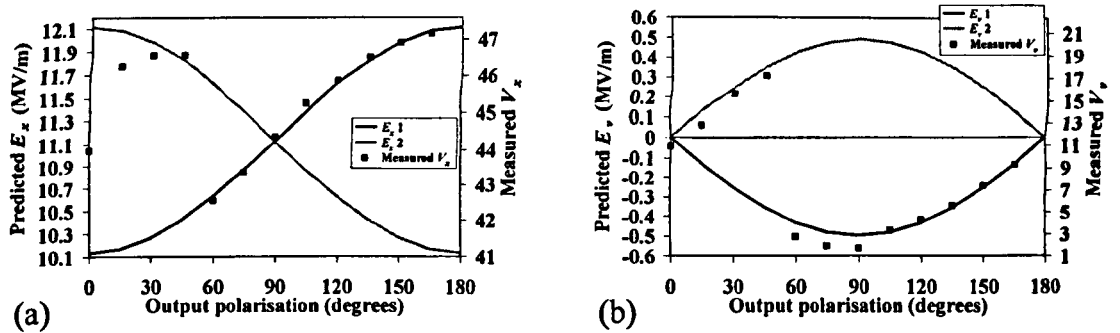 Predicted E_x (MV/m)
12.1
11.9
11.7
11.5
11.3
11.1
10.9
10.7
10.5
10.3
10.1
47
46
45
44
43
42
41
Measured V_x
E_x 1
E_x 2
Measured V_x
0 30 60 90 120 150 180
Output polarisation (degrees)
(a)
Predicted E_y (MV/m)
0.6
0.5
0.4
0.3
0.2
0.1
0
-0.1
-0.2
-0.3
-0.4
-0.5
-0.6
21
19
17
15
13
11
9
7
5
3
1
Measured V_y
E_y 1
E_y 2
Measured V_y
0 30 60 90 120 150 180
Output polarisation (degrees)
(b)